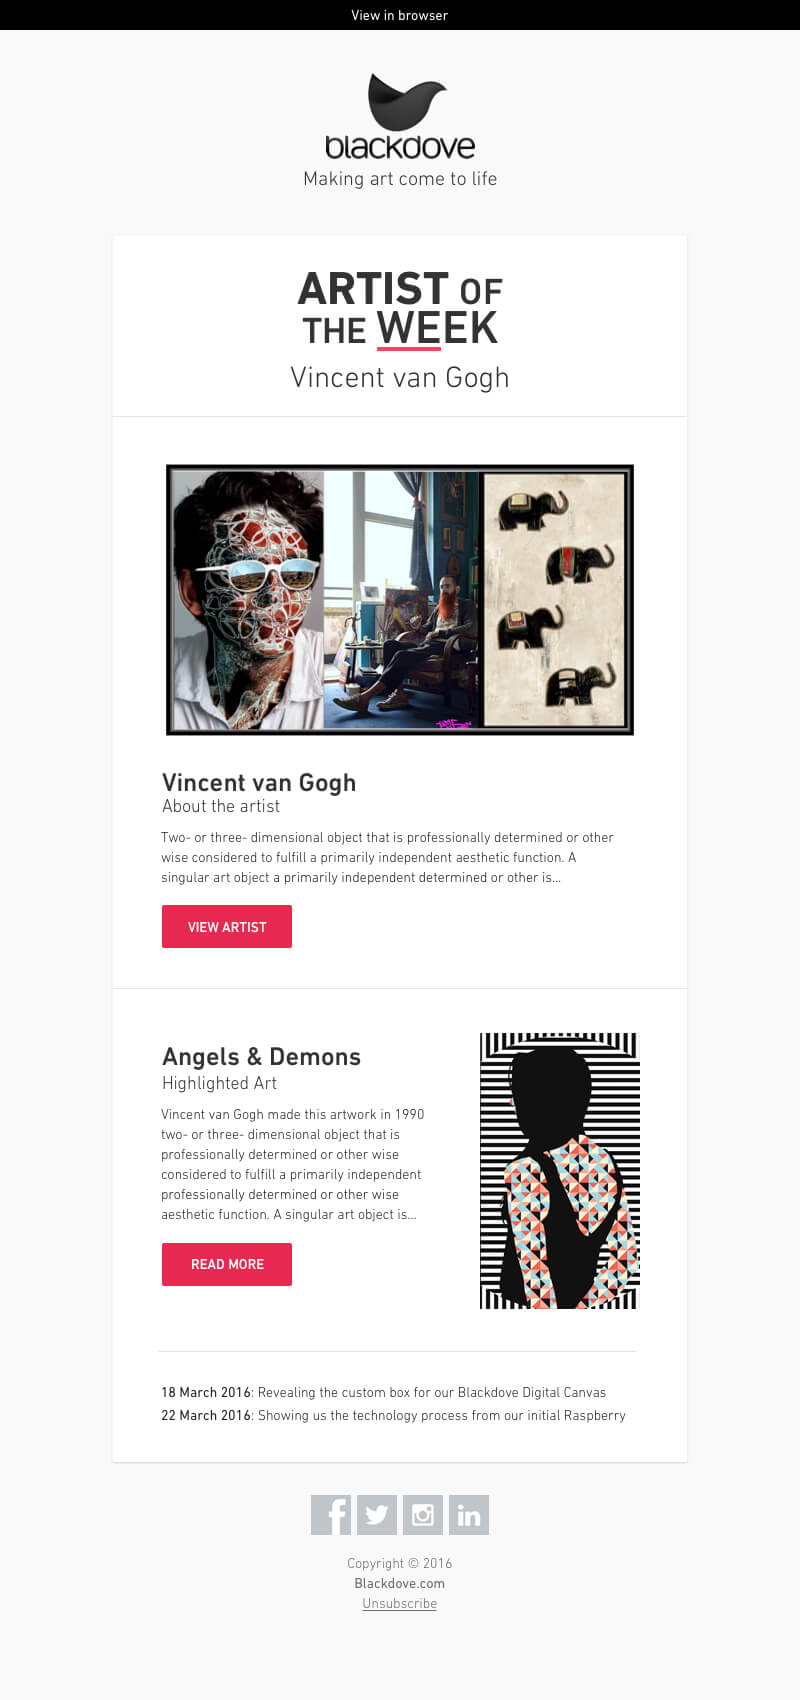 View in browser
blackdove
Making art come to life
ARTIST OF
THE WEEK
Vincent van Gogh
Vincent van Gogh
About the artist
Two- or three- dimensional object that is professionally determined or other
wise considered to fulfill a primarily independent aesthetic function. A
singular art object a primarily independent determined or other is...
VIEW ARTIST
Angels & Demons
Highlighted Art
Vincent van Gogh made this artwork in 1990
two- or three- dimensional object that is
professionally determined or other wise
considered to fulfill a primarily independent
professionally determined or other wise
aesthetic function. A singular art object is...
READ MORE
18 March 2016: Revealing the custom box for our Blackdove Digital Canvas
22 March 2016: Showing us the technology process from our initial Raspberry
Copyright © 2016
Blackdove.com
Unsubscribe